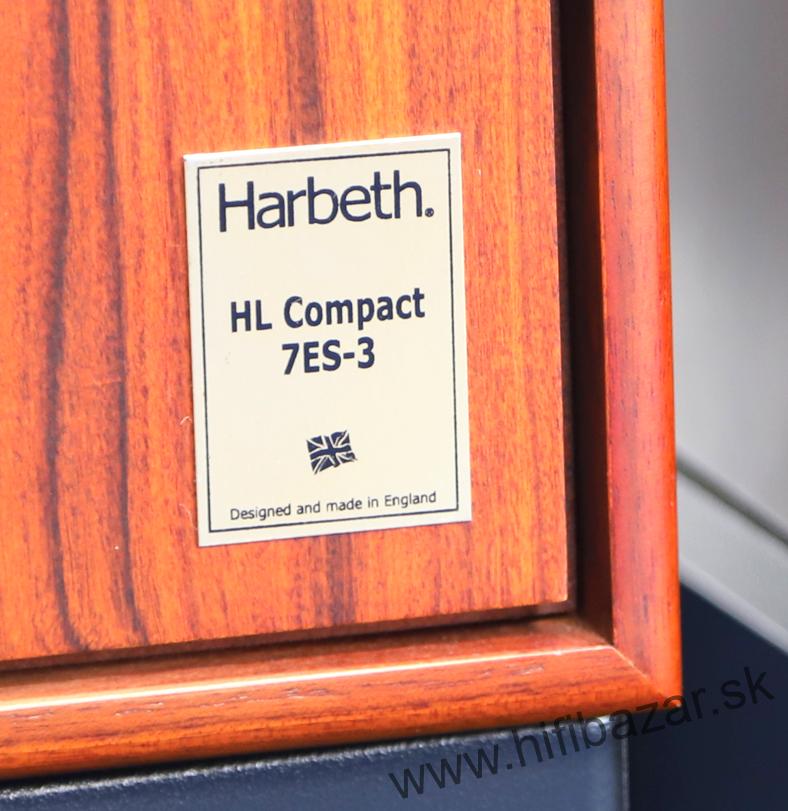 Harbeth®
HL Compact
7ES-3
Designed and made in England
www.hifibazar.sk